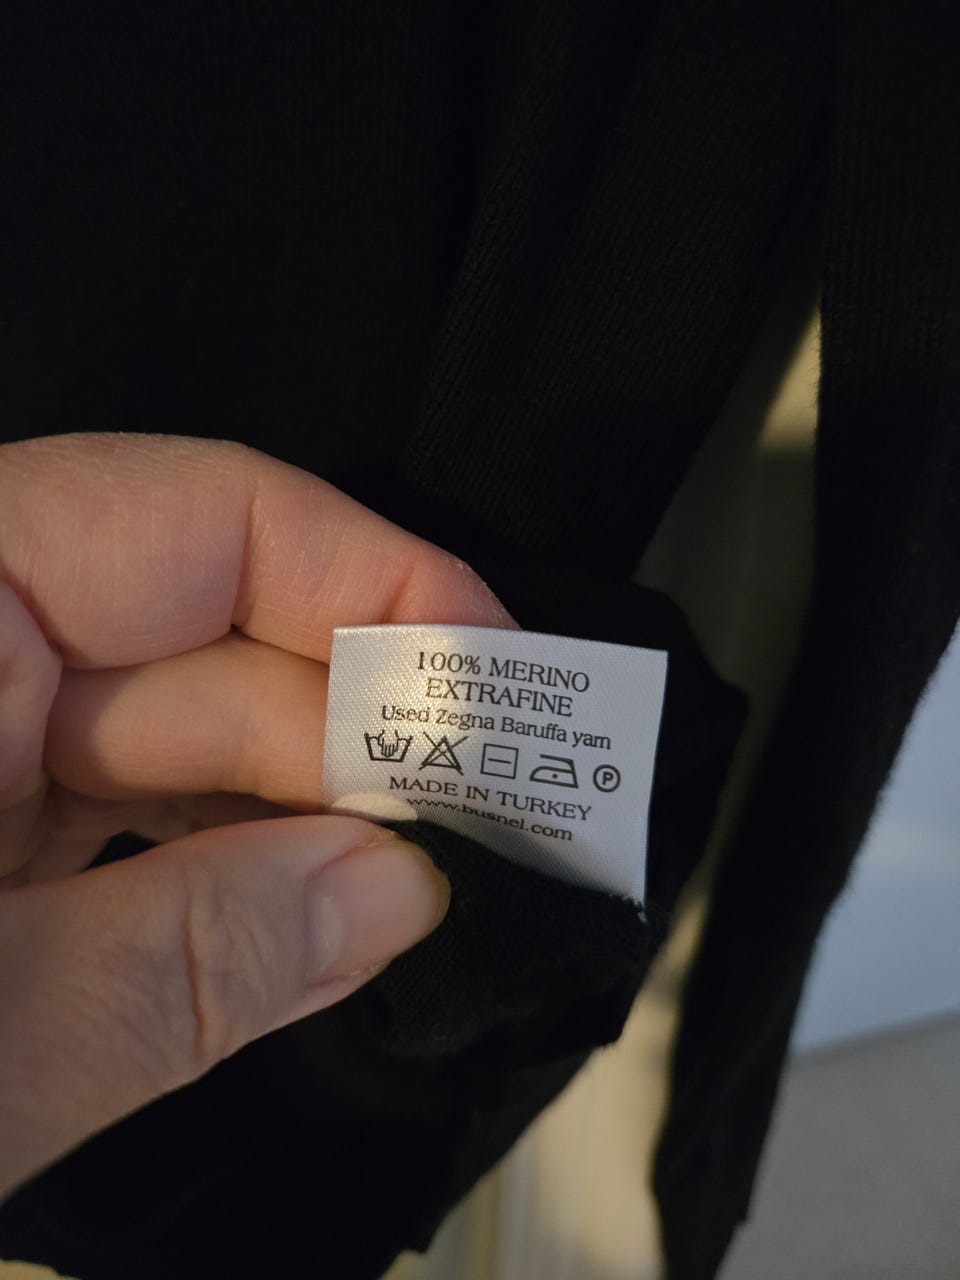 100% MERINO
EXTRAFINE
Used Zegna Baruffa yarn
P
MADE IN TURKEY
www.busnel.com